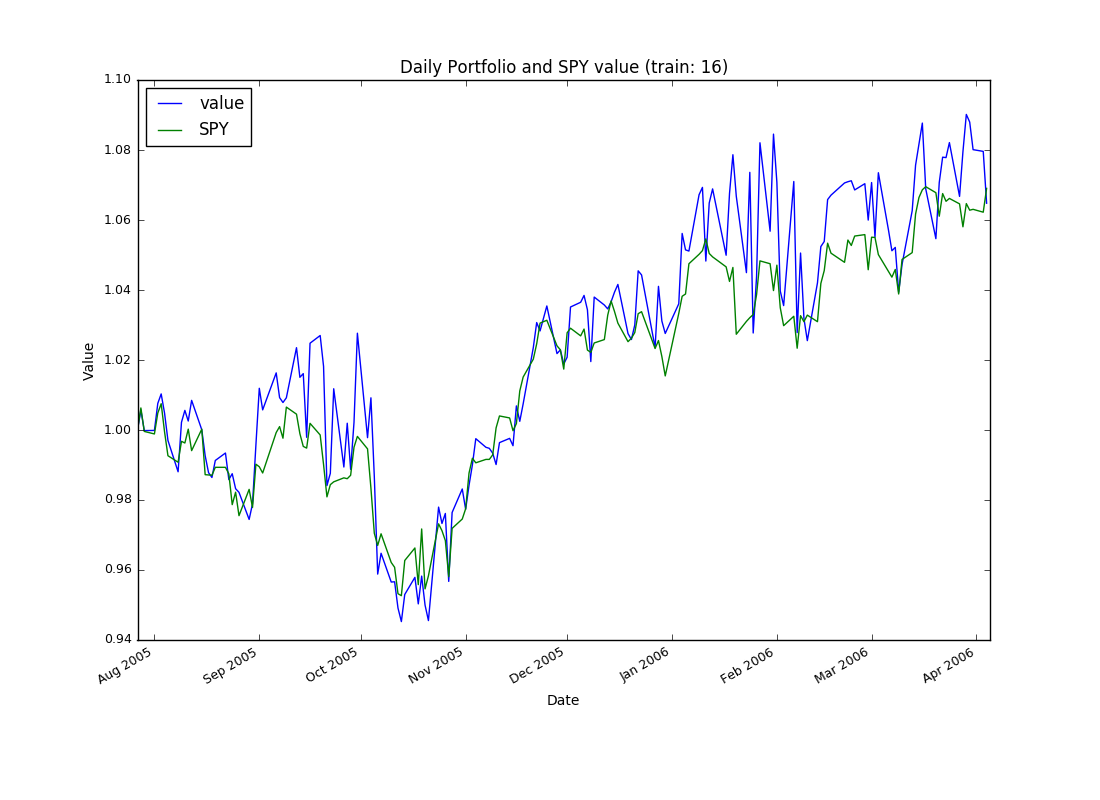 Daily Portfolio and SPY value (train: 16)
1.10
value
SPY
1.08
1.06
1.04
1.02
1.00
0.98
0.96
0.94
Value
Aug 2005
Sep 2005
Oct 2005
Nov 2005
Dec 2005
Jan 2006
Feb 2006
Mar 2006
Apr 2006
Date